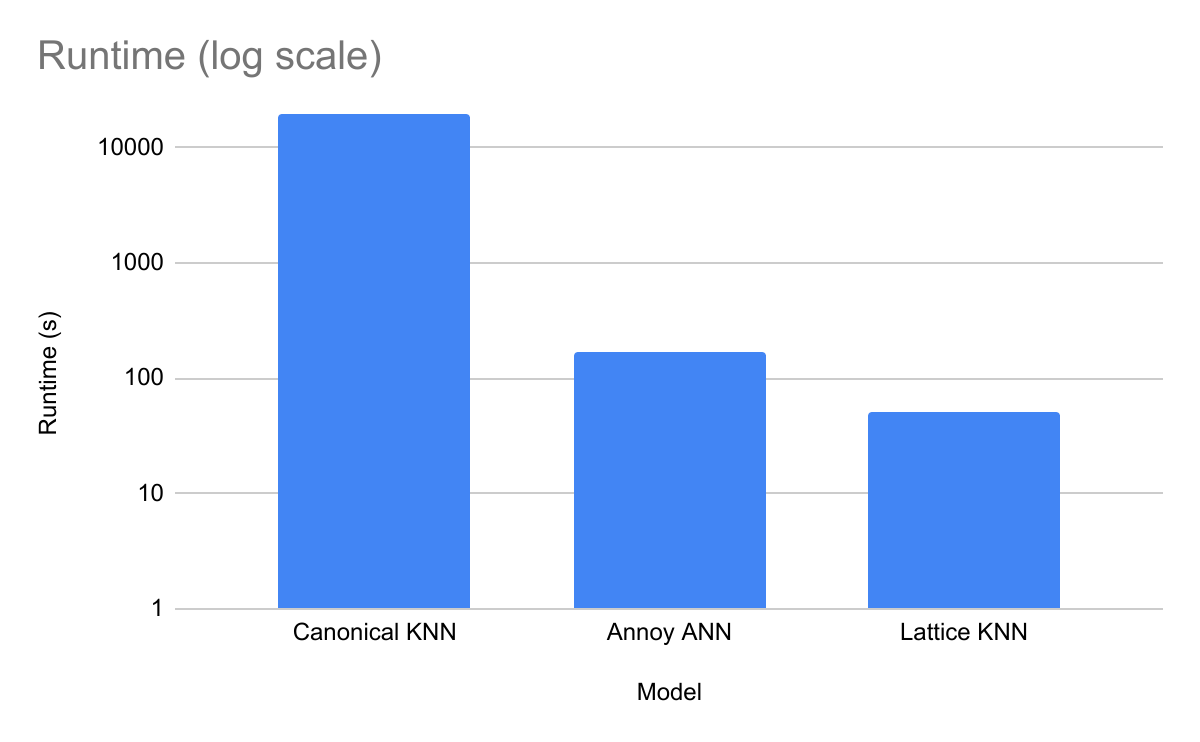 Runtime (log scale)
10000
1000
100
10
1
Runtime (s)
Canonical KNN
Annoy ANN
Lattice KNN
Model